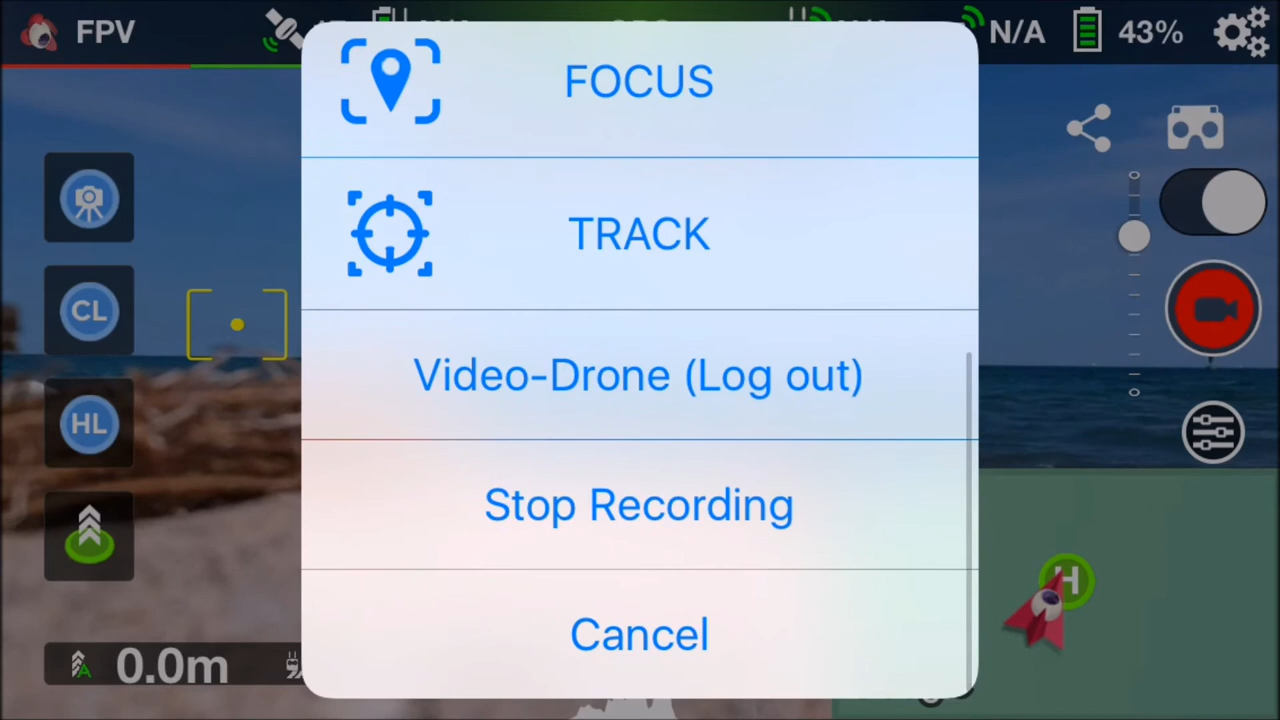 FPV
N/A
43%
FOCUS
TRACK
CL
Video-Drone (Log out)
HL
Stop Recording
H
Cancel
0.0m